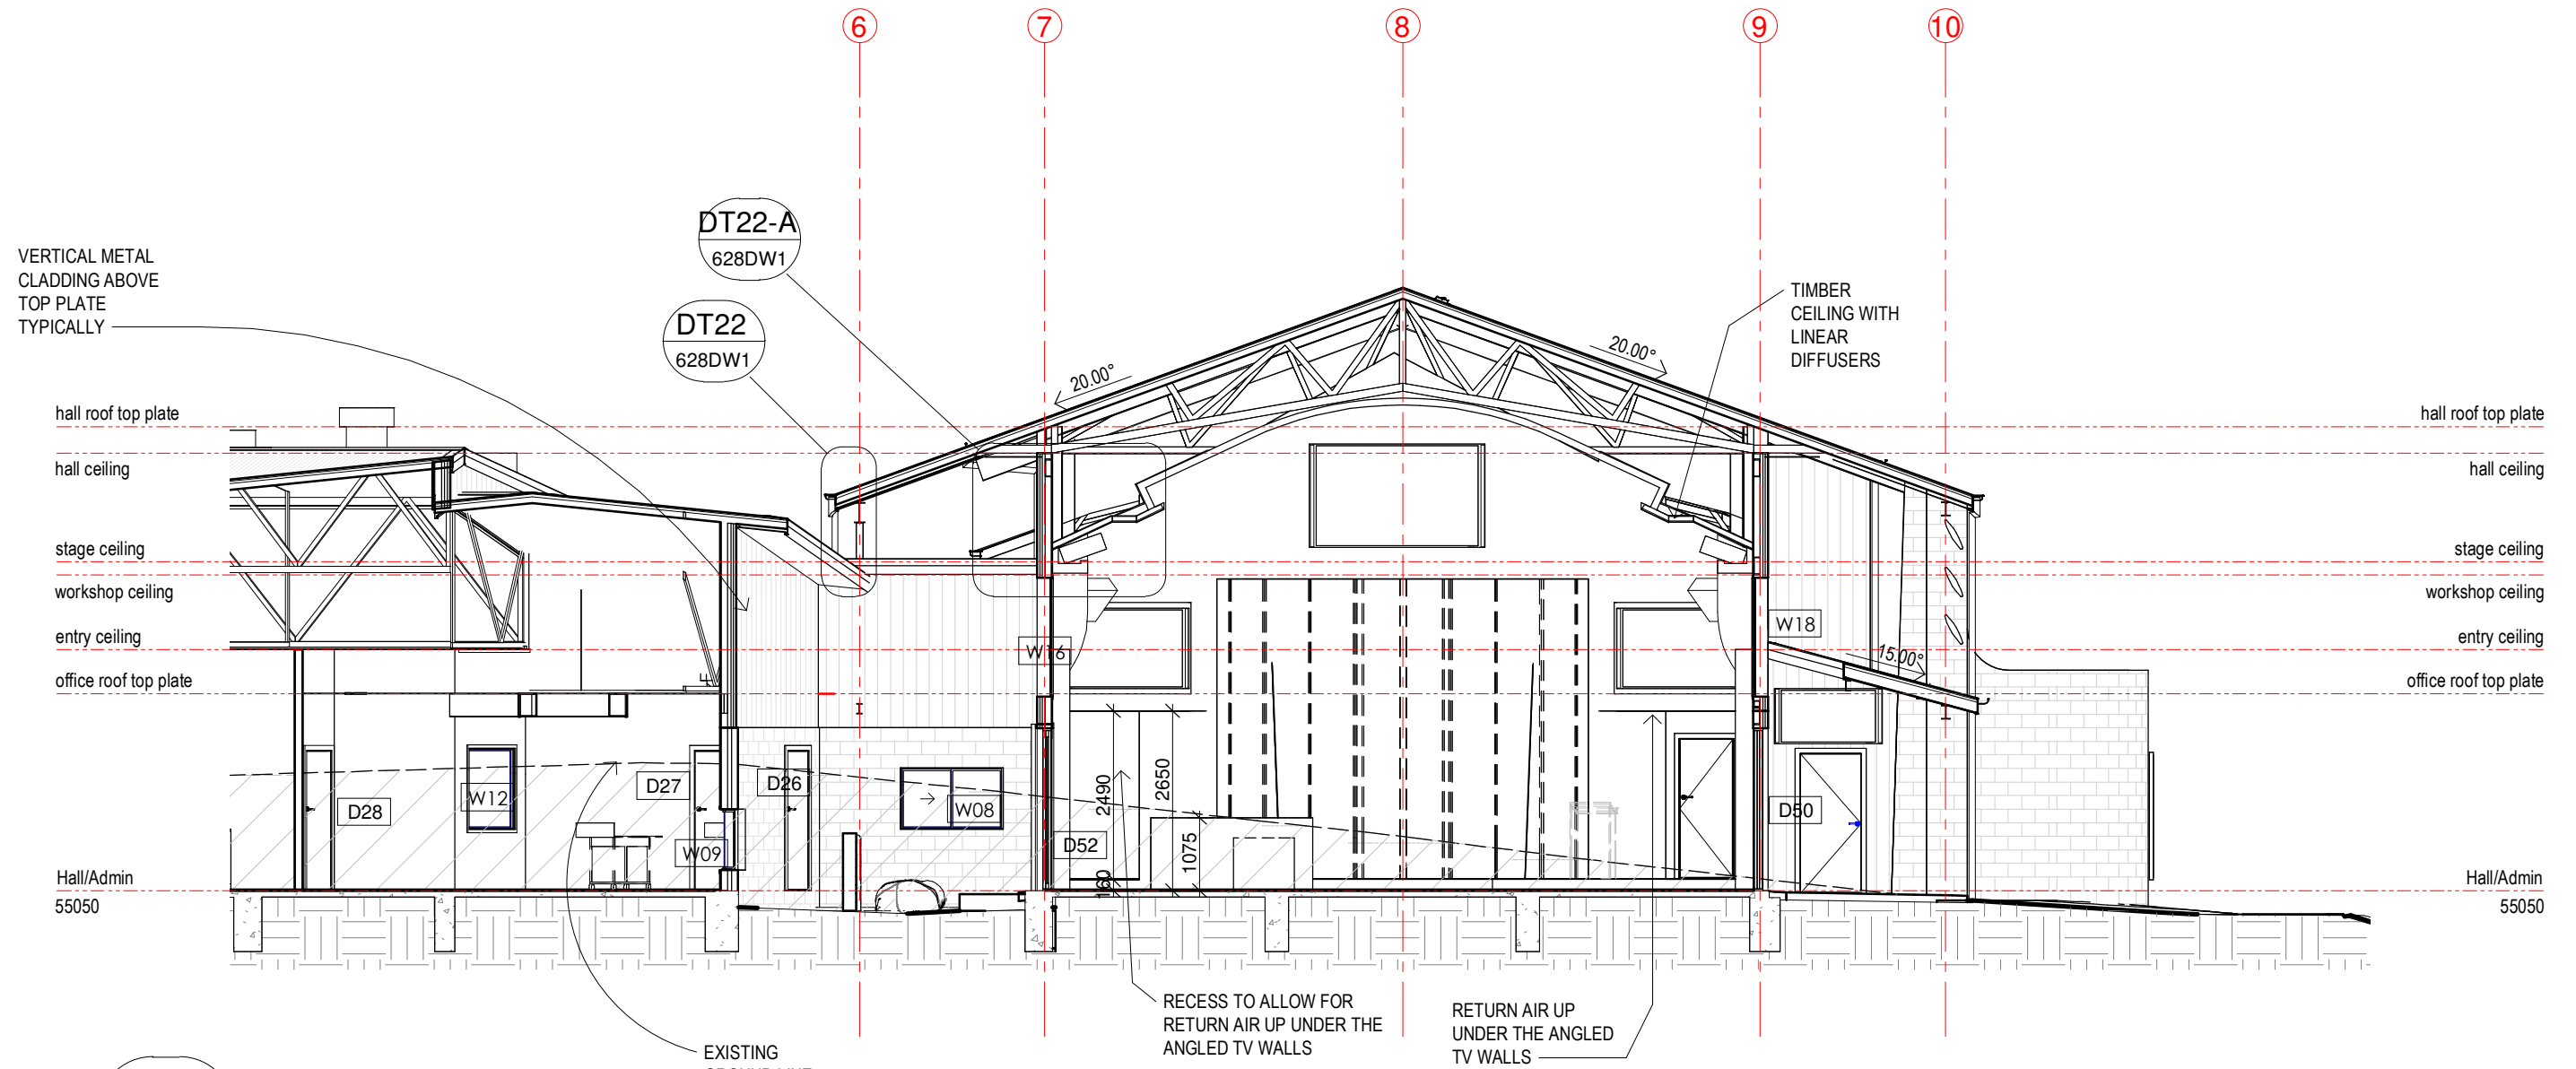 6
7
8
9
10
DT22-A
628DW1
DT22
628DW1
VERTICAL METAL
CLADDING ABOVE
TOP PLATE
TYPICALLY
TIMBER
CEILING WITH
LINEAR
DIFFUSERS
20.00°
20.00°
hall roof top plate
hall roof top plate
hall ceiling
hall ceiling
stage ceiling
stage ceiling
workshop ceiling
workshop ceiling
entry ceiling
entry ceiling
office roof top plate
office roof top plate
W16
W18
15.00°
D28
W12
D27
D26
W08
W09
D52
D50
2490
2650
1075
160
Hall/Admin
55050
Hall/Admin
55050
RECESS TO ALLOW FOR
RETURN AIR UP UNDER THE
ANGLED TV WALLS
RETURN AIR UP
UNDER THE ANGLED
TV WALLS
EXISTING